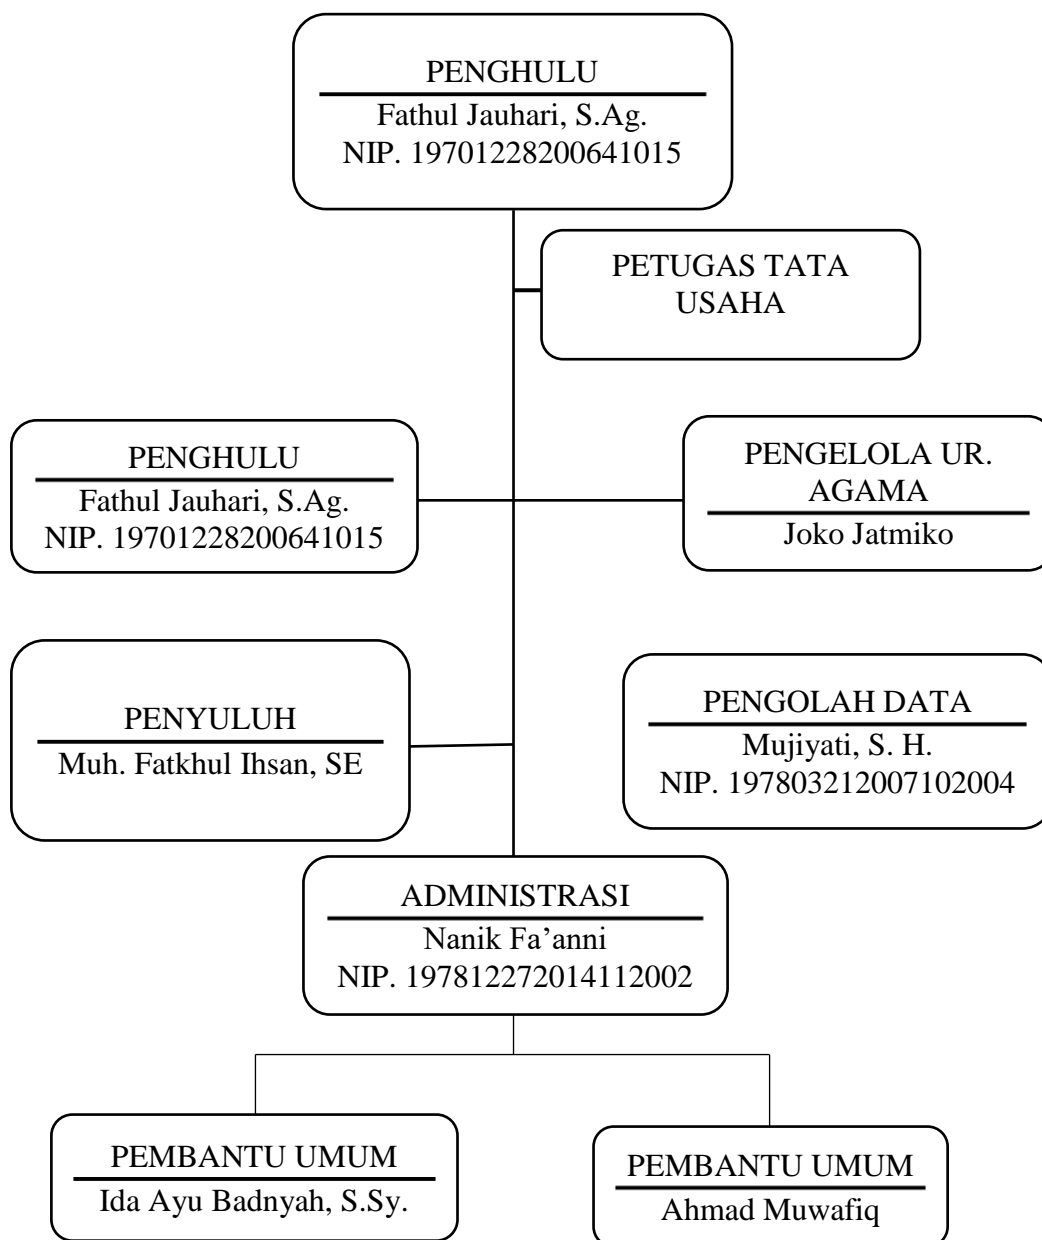 PENGHULU
Fathul Jauhari, S.Ag.
NIP. 19701228200641015
PETUGAS TATA
USAHA
PENGHULU
Fathul Jauhari, S.Ag.
NIP. 19701228200641015
PENGELOLA UR.
AGAMA
Joko Jatmiko
PENYULUH
Muh. Fatkhul Ihsan, SE
PENGOLAH DATA
Mujiyati, S. H.
NIP. 197803212007102004
ADMINISTRASI
Nanik Fa’anni
NIP. 197812272014112002
PEMBANTU UMUM
Ida Ayu Badnyah, S.Sy.
PEMBANTU UMUM
Ahmad Muwafiq